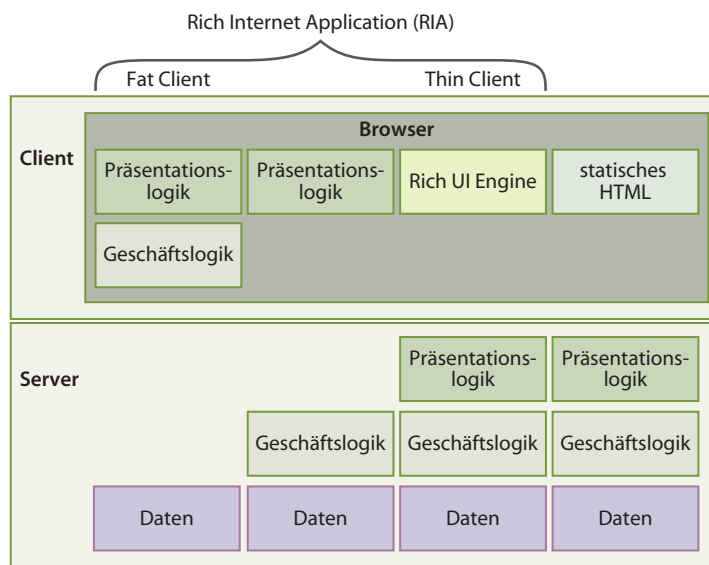 Rich Internet Application (RIA)
Fat Client
Thin Client
Browser
Client
Präsentations-
logik
Präsentations-
logik
Rich UI Engine
statisches
HTML
Geschäftslogik
Server
Präsentations-
logik
Präsentations-
logik
Geschäftslogik
Geschäftslogik
Geschäftslogik
Daten
Daten
Daten
Daten